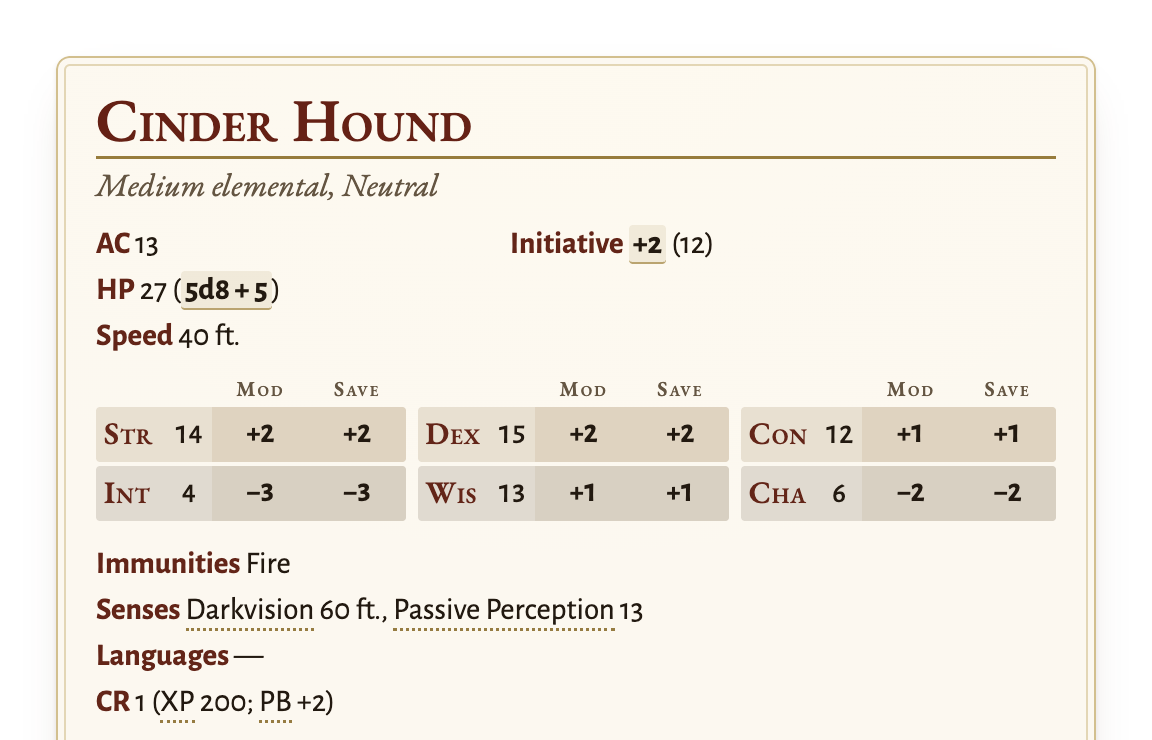 Cinder Hound
Medium elemental, Neutral
AC 13 Initiative +2 (12)
HP 27 (5d8 + 5)
Speed 40 ft.
Mod Save Mod Save Mod Save
Str 14 +2 +2 Dex 15 +2 +2 Con 12 +1 +1
Int 4 −3 −3 Wis 13 +1 +1 Cha 6 −2 −2
Immunities Fire
Senses Darkvision 60 ft., Passive Perception 13
Languages —
CR 1 (XP 200; PB +2)